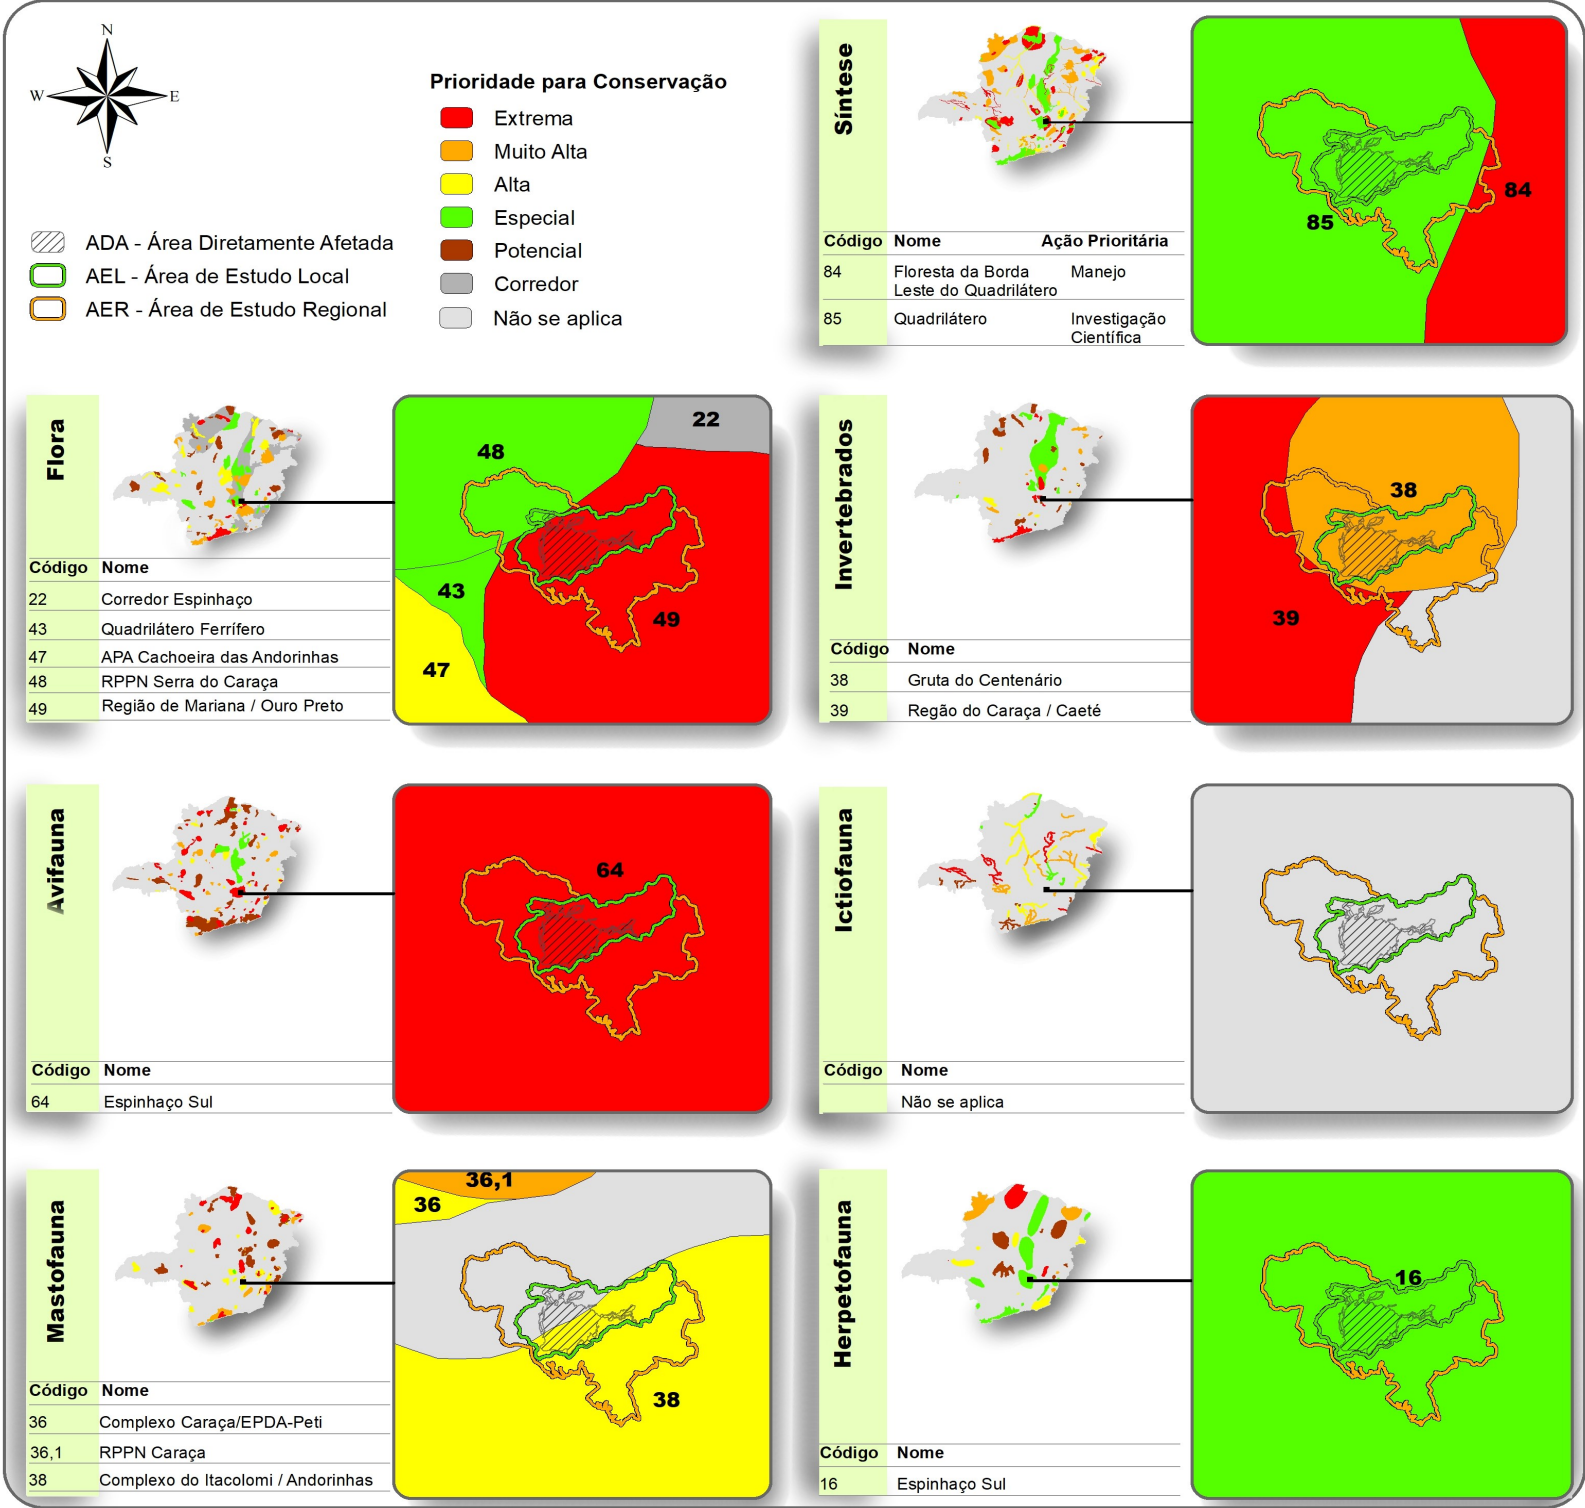 N
W
E
S
Prioridade para Conservação
Extrema
Muito Alta
Alta
Especial
Potencial
Corredor
Não se aplica
ADA - Área Diretamente Afetada
AEL - Área de Estudo Local
AER - Área de Estudo Regional
Síntese
Código Nome Ação Prioritária
84 Floresta da Borda Manejo
Leste do Quadrilátero
85 Quadrilátero Investigação
Científica
84
85
Flora
Código Nome
22 Corredor Espinhaço
43 Quadrilátero Ferrífero
47 APA Cachoeira das Andorinhas
48 RPPN Serra do Caraça
49 Região de Mariana / Ouro Preto
22
48
43
49
47
Invertebrados
Código Nome
38 Gruta do Centenário
39 Regão do Caraça / Caeté
38
39
Avifauna
Código Nome
64 Espinhaço Sul
64
Ictiofauna
Código Nome
Não se aplica
Mastofauna
Código Nome
36 Complexo Caraça/EPDA-Peti
36,1 RPPN Caraça
38 Complexo do Itacolomi / Andorinhas
36,1
36
38
Herpetofauna
Código Nome
16 Espinhaço Sul
16